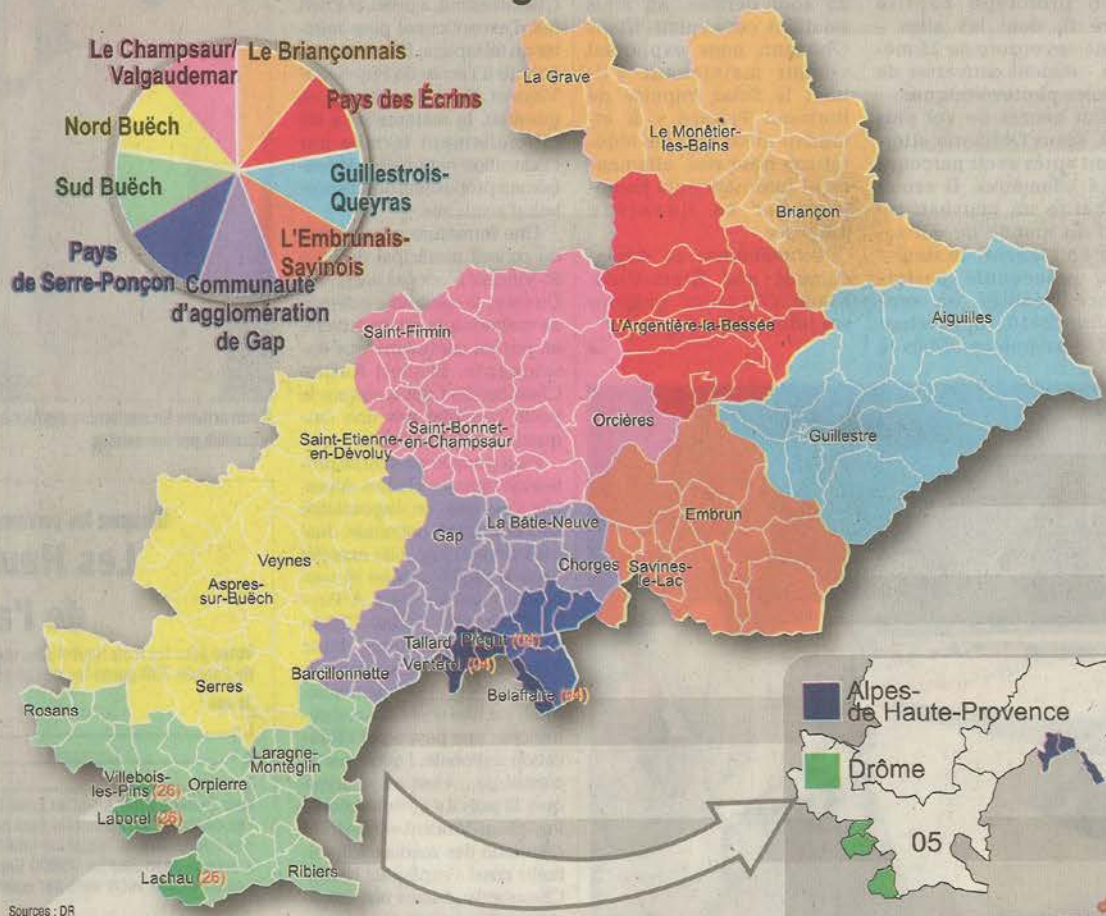 Le Champsaur/
Valgaudemar
Le Briançonnais
Pays des Écrins
Nord Buëch
Sud Buëch
Guillestrois-
Queyras
L'Embrunais-
Savinois
Pays
de Serre-Ponçon
Communauté
d'agglomération
de Gap
La Grave
Le Monêtier-
les-Bains
Briançon
L'Argentière-la-Bessée
Aiguilles
Guillestre
Saint-Firmin
Saint-Bonnet-
en-Champsaur
Orcières
Saint-Etienne-
en-Dévoluy
Embrun
Gap
La Bâtie-Neuve
Chorges
Savines-
le-Lac
Veynes
Aspres-
sur-Buëch
Tallard
Piégut (04)
Venterol (04)
Barcillonnette
Bellaffaire (04)
Serres
Rosans
Laragne-
Montéglin
Villebois-
les-Pins (26)
Orpierre
Laborel (26)
Lachau (26)
Ribiers
Alpes-
de Haute-Provence
Drôme
05
Sources : DR
Les Hou
de l'a